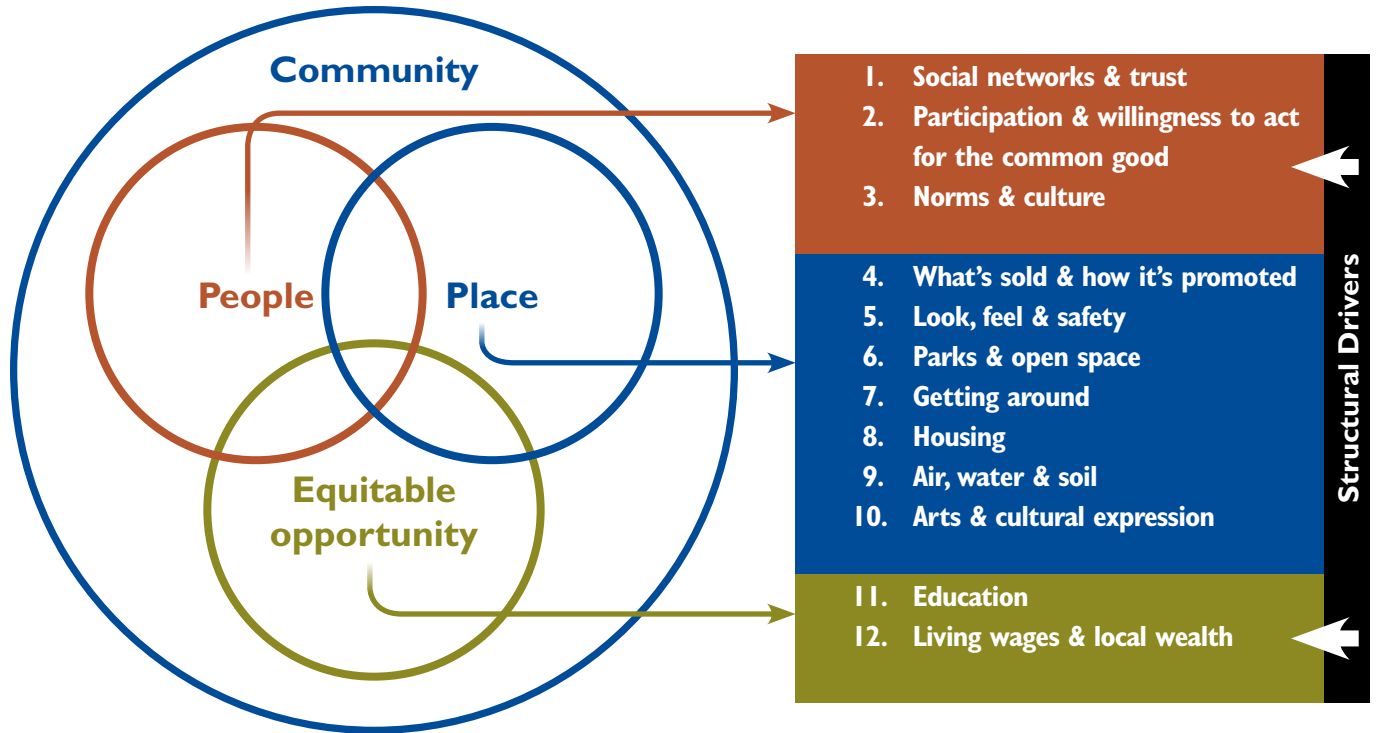 Community
People
Place
Equitable
opportunity
1. Social networks & trust
2. Participation & willingness to act
for the common good
3. Norms & culture
4. What's sold & how it's promoted
5. Look, feel & safety
6. Parks & open space
7. Getting around
8. Housing
9. Air, water & soil
10. Arts & cultural expression
11. Education
12. Living wages & local wealth
Structural Drivers